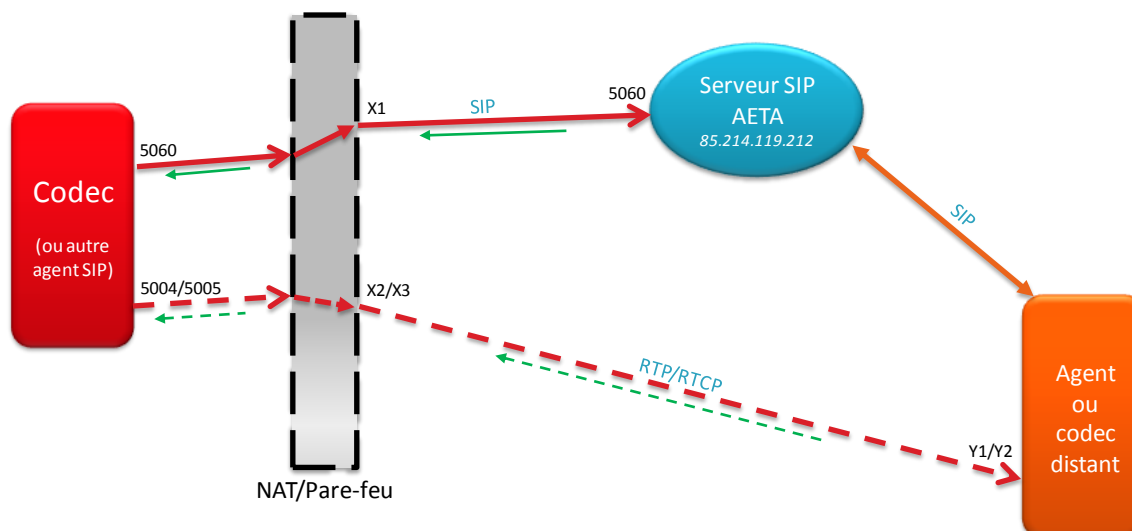 Codec
(ou autre
agent SIP)
5060
5004/5005
X1
X2/X3
NAT/Pare-feu
SIP
5060
Serveur SIP
AETA
85.214.119.212
SIP
RTP/RTCP
Y1/Y2
Agent
ou
codec
distant